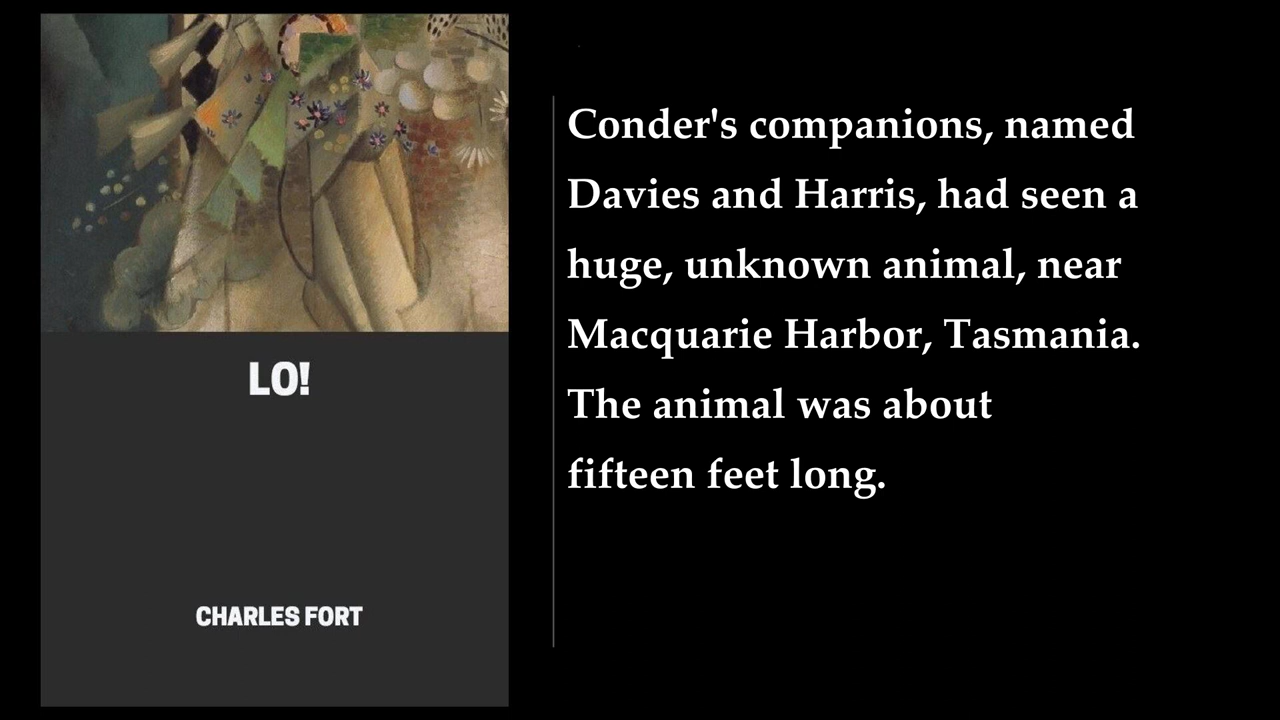 LO!
CHARLES FORT
Conder's companions, named
Davies and Harris, had seen a
huge, unknown animal, near
Macquarie Harbor, Tasmania.
The animal was about
fifteen feet long.